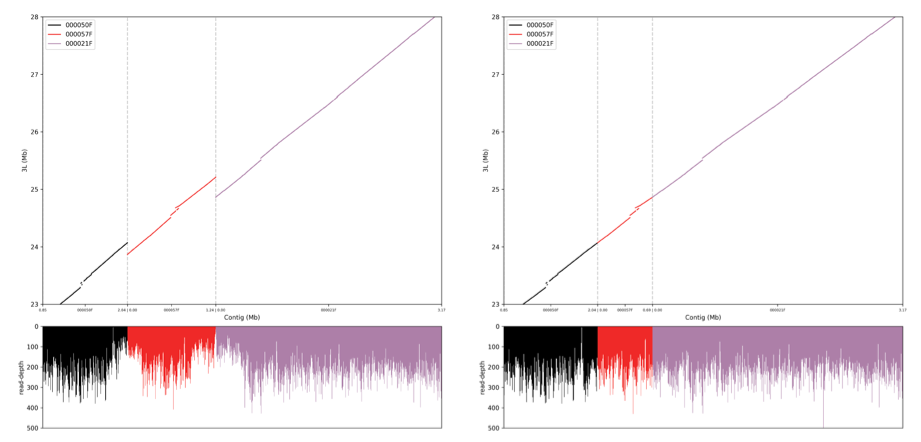 28
27
26
25
24
23
3L (Mb)
000050F
000057F
000021F
0.85 000050F 2.04 | 0.00 000057F 1.24 | 0.00 000021F 3.17
Contig (Mb)
0
100
200
300
400
500
read-depth
28
27
26
25
24
23
3L (Mb)
000050F
000057F
000021F
0.85 000050F 2.04 | 0.00 000057F 0.69 | 0.00 000021F 3.17
Contig (Mb)
0
100
200
300
400
500
read-depth